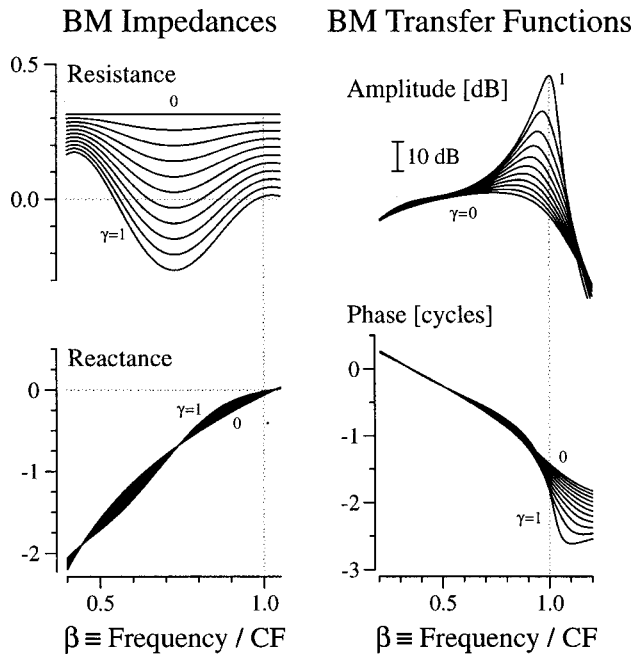 BM Impedances
BM Transfer Functions
0.5
Resistance
0
0.0
γ=1
Amplitude [dB]
1
10 dB
γ=0
Reactance
0
γ=1
0
-1
-2
0.5
1.0
β ≡ Frequency / CF
Phase [cycles]
0
-1
0
-2
γ=1
-3
0.5
1.0
β ≡ Frequency / CF